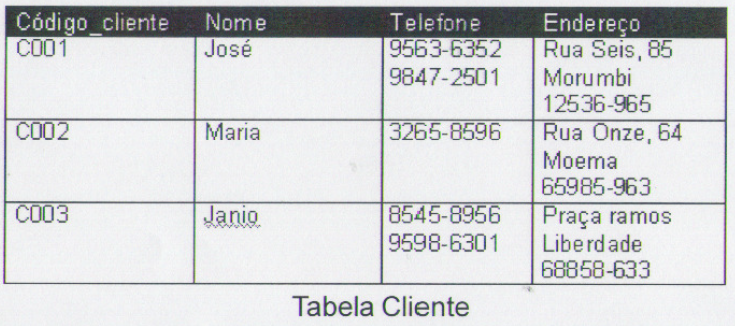 Código_cliente Nome Telefone Endereço
C001 José 9563-6352 Rua Seis, 85
9847-2501 Morumbi
12536-965
C002 Maria 3265-8596 Rua Onze, 64
Moema
65985-963
C003 Janio 8545-8956 Praça ramos
9598-6301 Liberdade
68858-633
Tabela Cliente